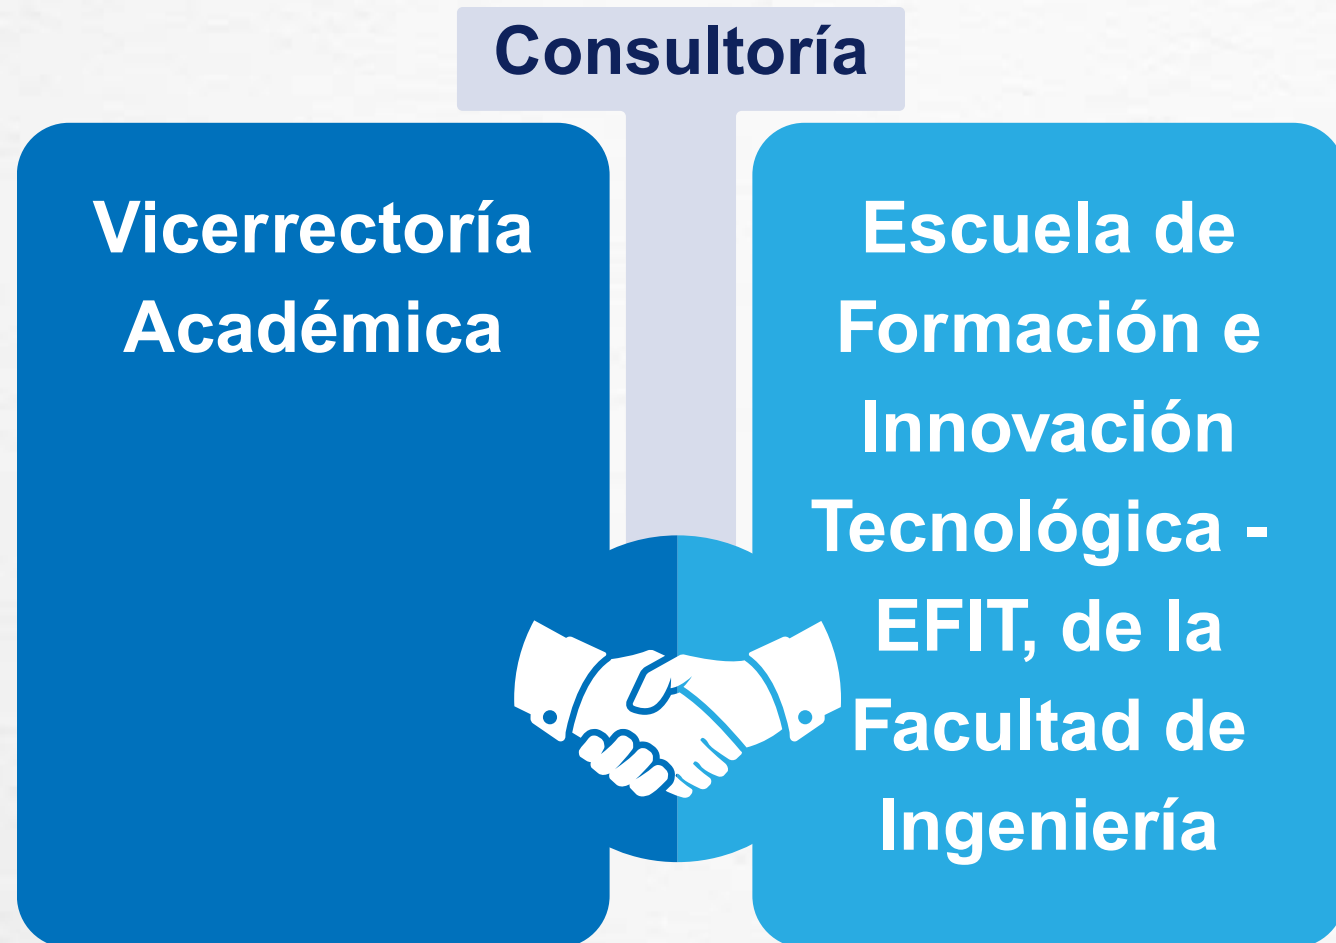 Consultoría
Vicerrectoría
Académica
Escuela de
Formación e
Innovación
Tecnológica -
EFIT, de la
Facultad de
Ingeniería